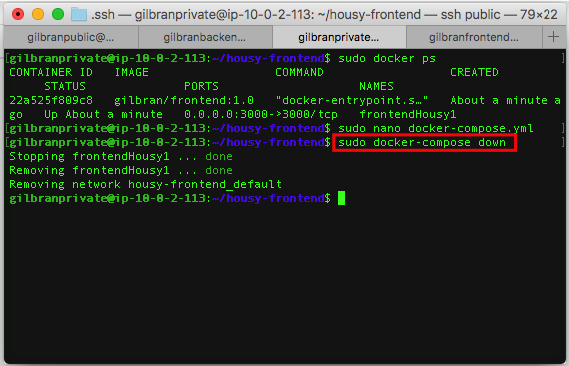 .ssh — gilbranprivate@ip-10-0-2-113: ~/housy-frontend — ssh public — 79×22
gilbranpublic@... gilbranbacken... gilbranprivate... gilbranfrontend... +
[gilbranprivate@ip-10-0-2-113:~/housy-frontend$ sudo docker ps ]
CONTAINER ID IMAGE COMMAND CREATED
STATUS PORTS NAMES
22a525f809c8 gilbran/frontend:1.0 "docker-entrypoint.s…" About a minute a
go Up About a minute 0.0.0.0:3000->3000/tcp frontendHousy1
[gilbranprivate@ip-10-0-2-113:~/housy-frontend$ sudo nano docker-compose.yml ]
[gilbranprivate@ip-10-0-2-113:~/housy-frontend$ sudo docker-compose down ]
Stopping frontendHousy1 ... done
Removing frontendHousy1 ... done
Removing network housy-frontend_default
gilbranprivate@ip-10-0-2-113:~/housy-frontend$